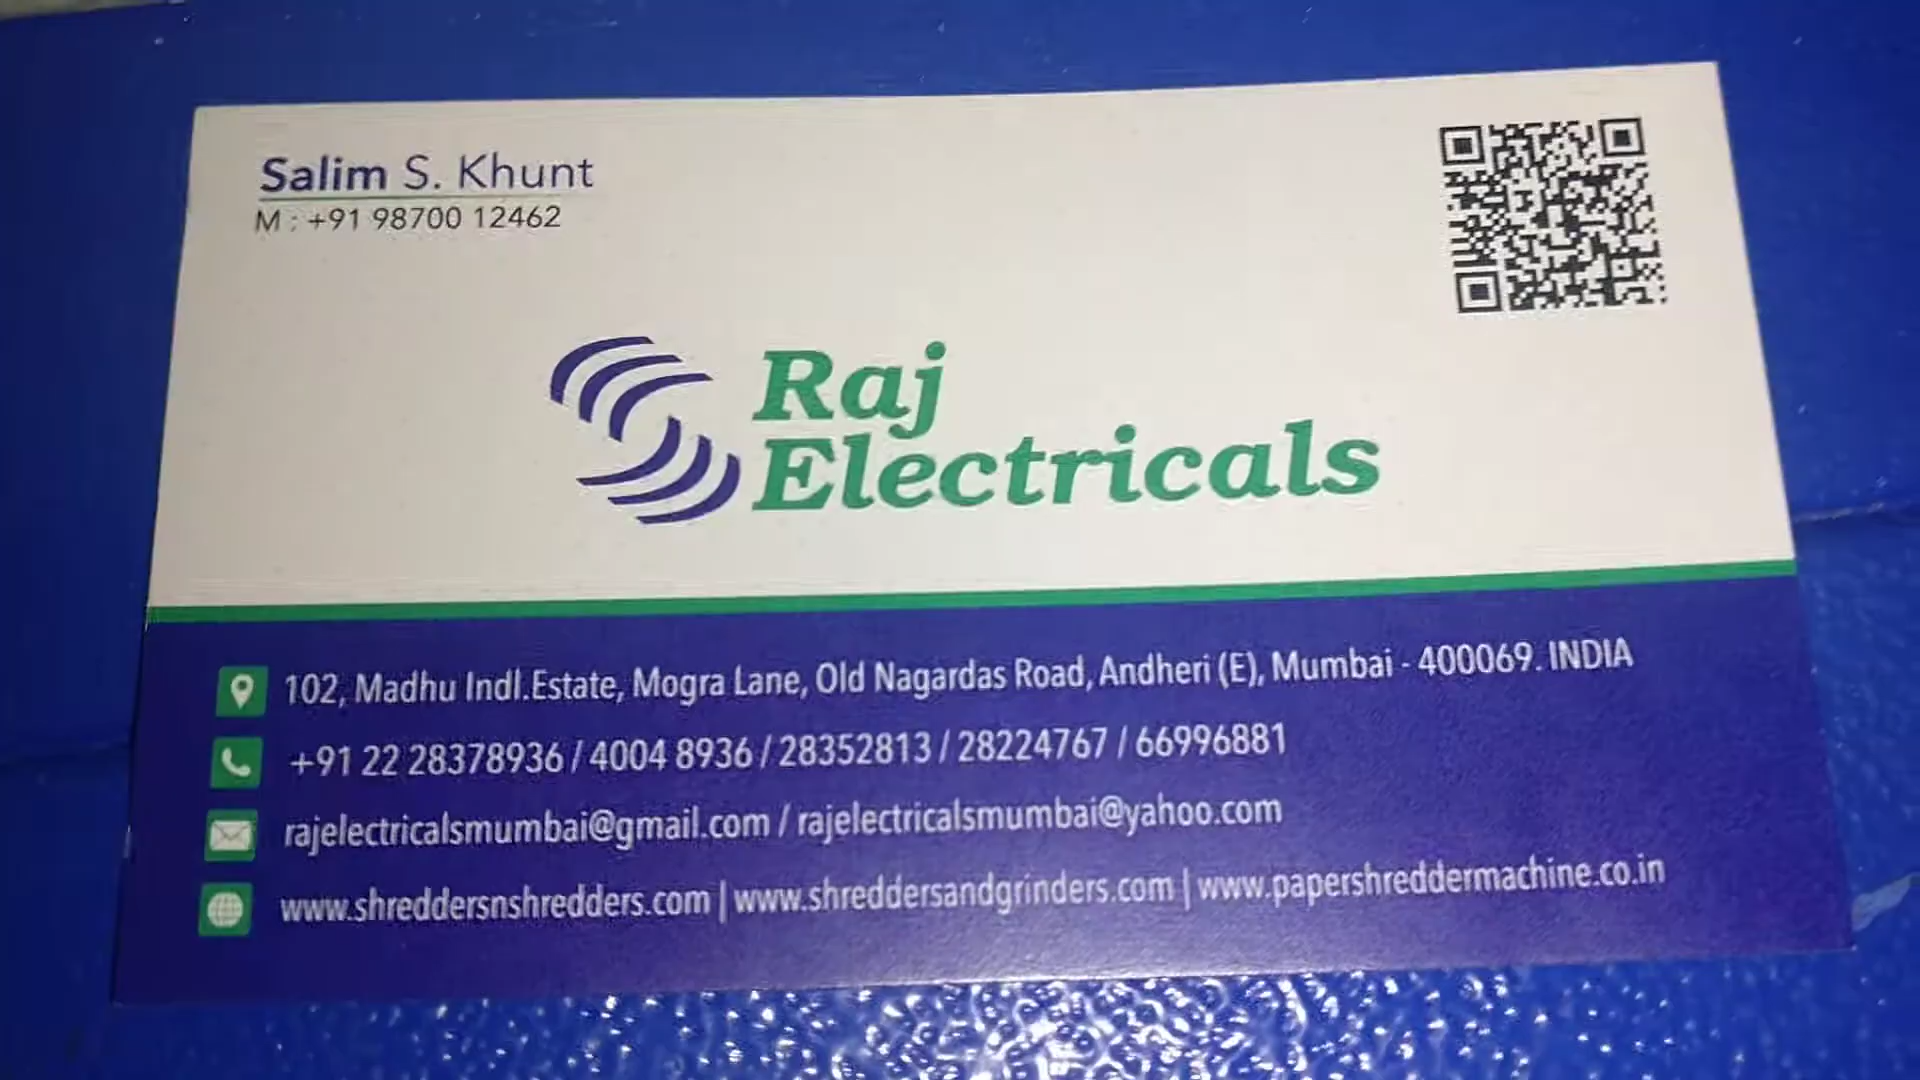 Salim S. Khunt
M : +91 98700 12462
Raj
Electricals
102, Madhu Indl.Estate, Mogra Lane, Old Nagardas Road, Andheri (E), Mumbai - 400069. INDIA
+91 22 28378936 / 4004 8936 / 28352813 / 28224767 / 66996881
rajelectricalsmumbai@gmail.com / rajelectricalsmumbai@yahoo.com
www.shreddersnshredders.com | www.shreddersandgrinders.com | www.papershreddermachine.co.in